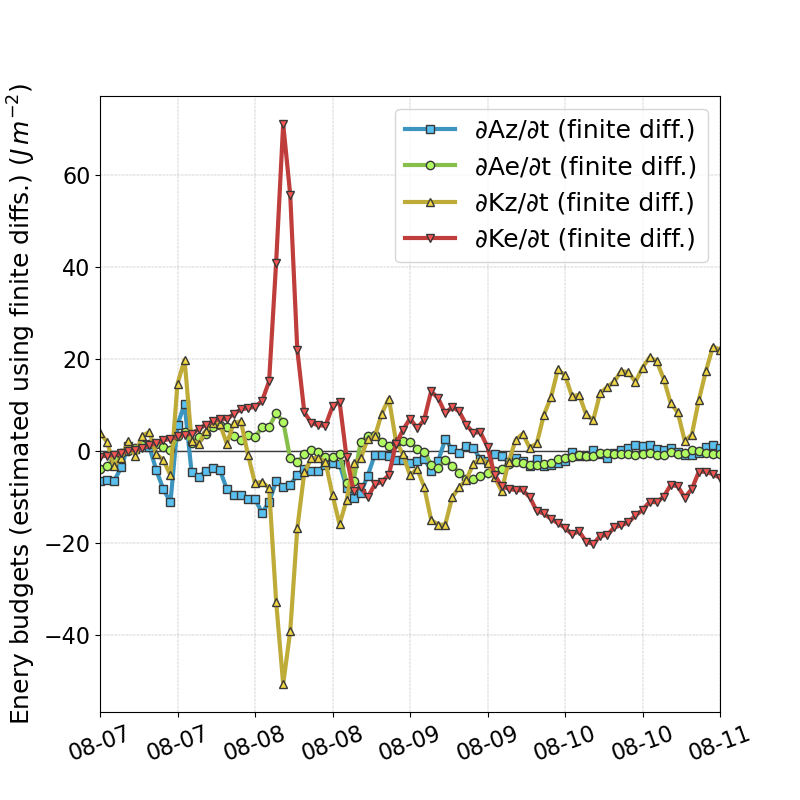 Enery budgets (estimated using finite diffs.) (J m⁻²)
60
40
20
0
−20
−40
∂Az/∂t (finite diff.)
∂Ae/∂t (finite diff.)
∂Kz/∂t (finite diff.)
∂Ke/∂t (finite diff.)
08-07 08-07 08-08 08-08 08-09 08-09 08-10 08-10 08-11